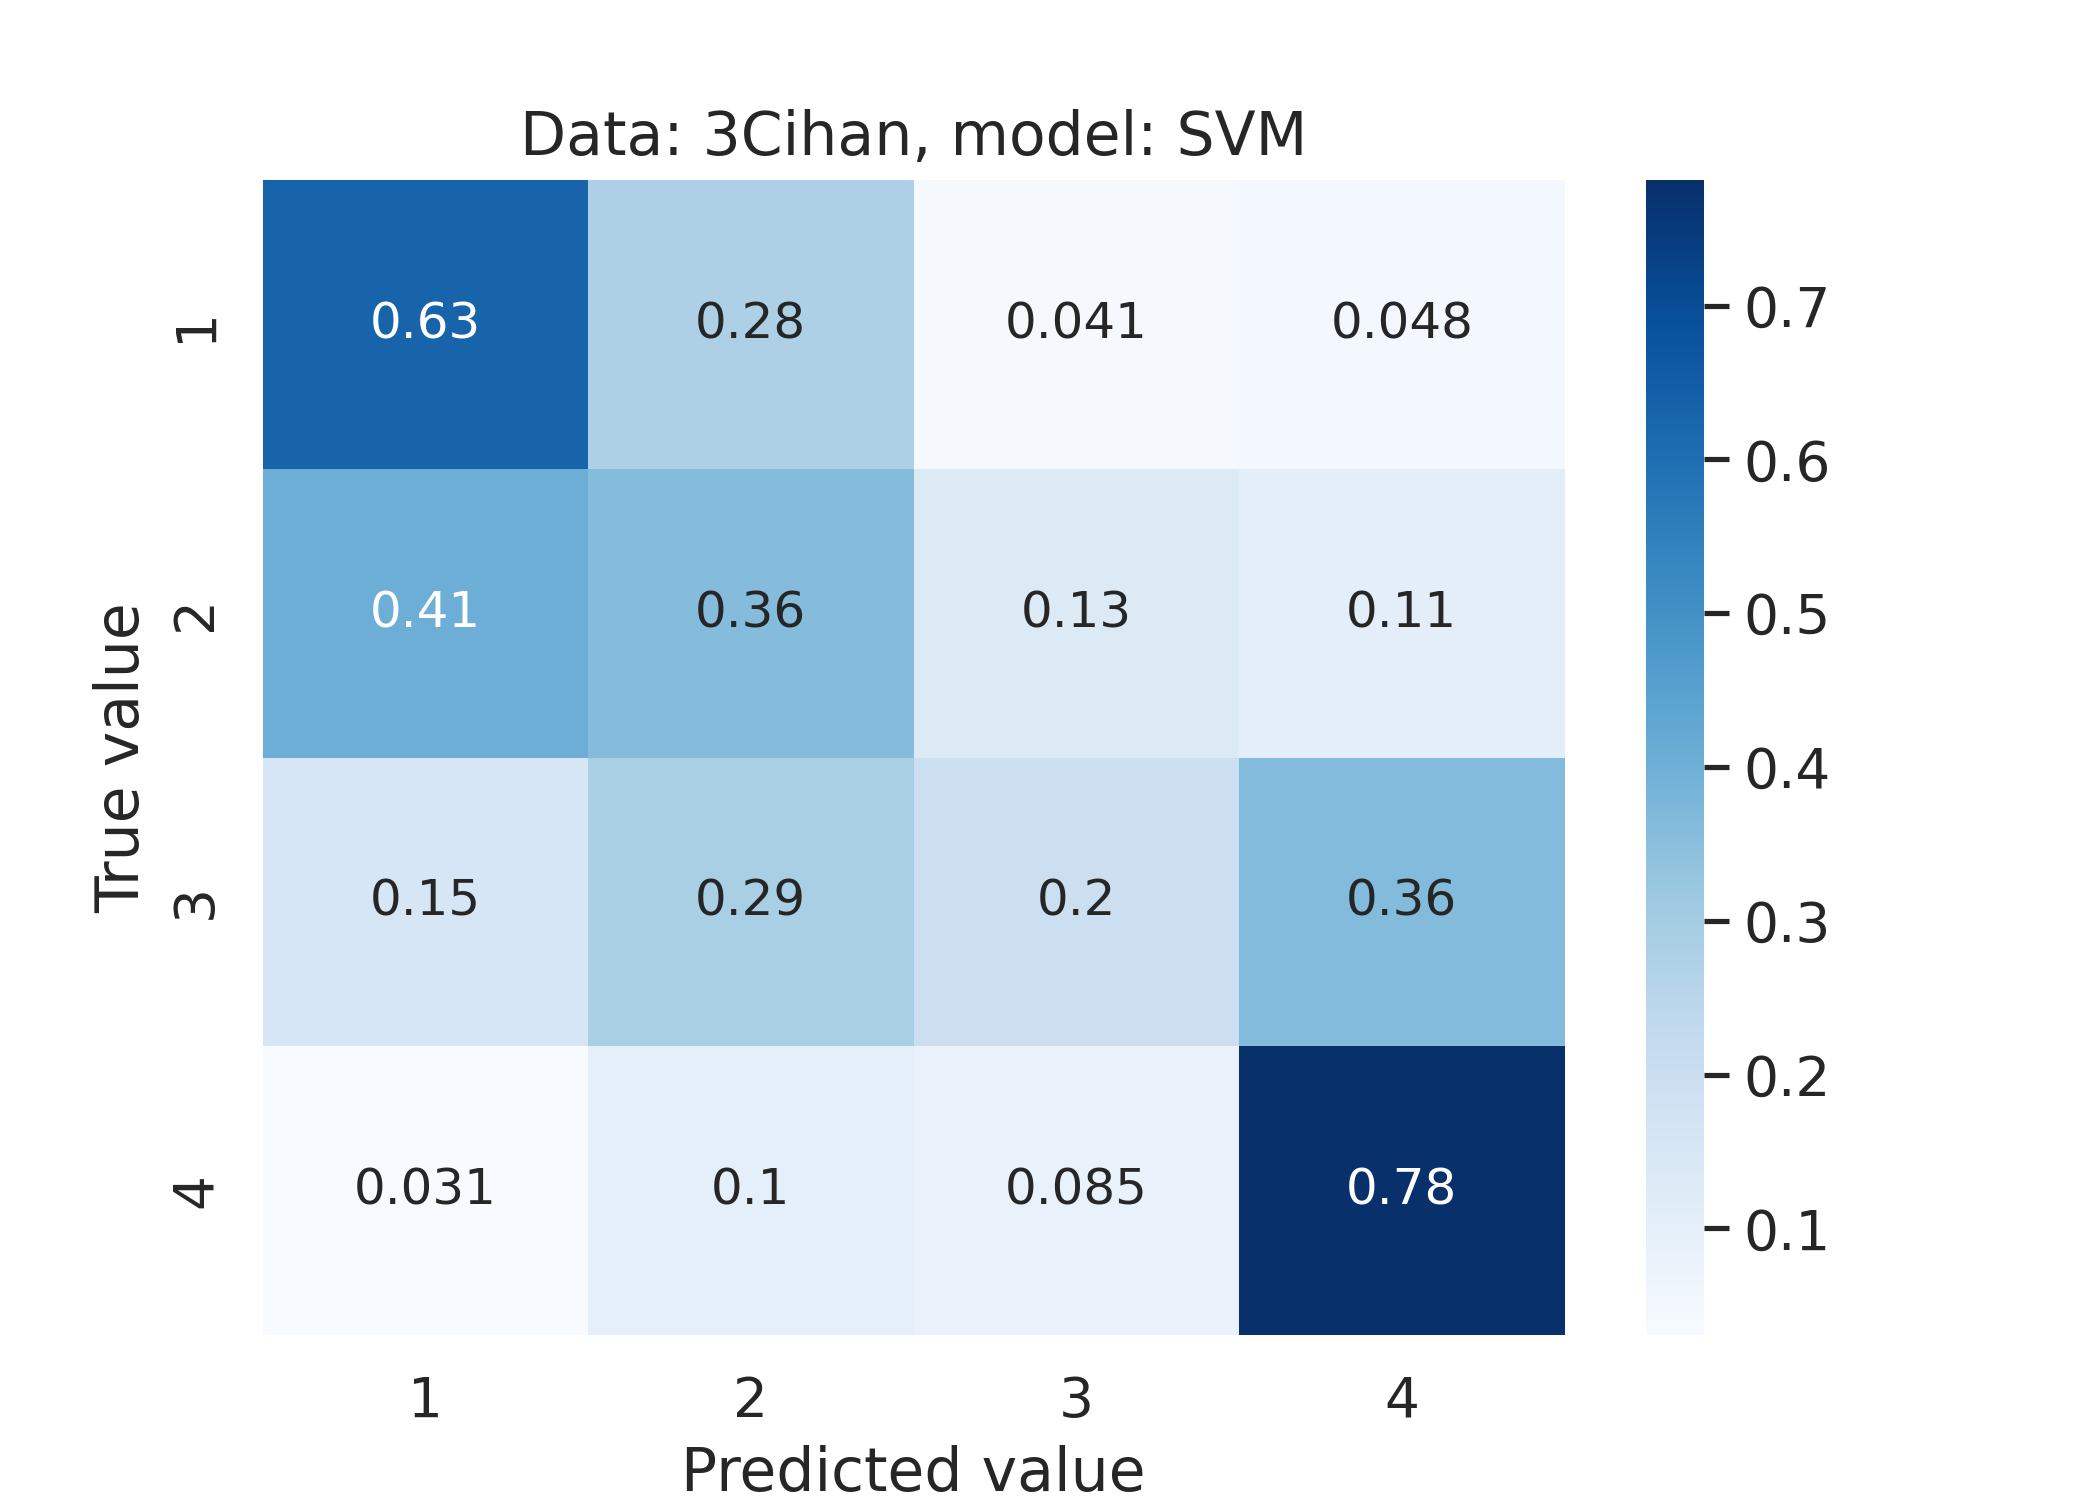 Data: 3Cihan, model: SVM
True value
1 0.63 0.28 0.041 0.048
2 0.41 0.36 0.13 0.11
3 0.15 0.29 0.2 0.36
4 0.031 0.1 0.085 0.78
1 2 3 4
Predicted value
0.7
0.6
0.5
0.4
0.3
0.2
0.1